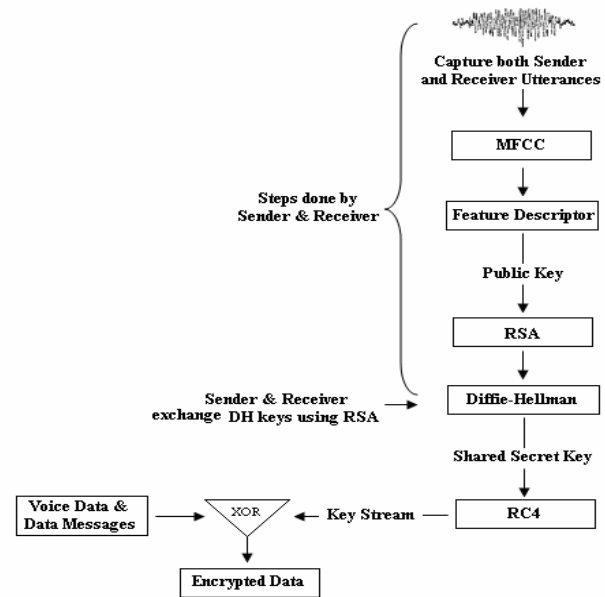 Capture both Sender
and Receiver Utterances
MFCC
Steps done by
Sender & Receiver
Feature Descriptor
Public Key
RSA
Sender & Receiver
exchange DH keys using RSA
Diffie-Hellman
Shared Secret Key
Voice Data &
Data Messages
XOR
Key Stream
RC4
Encrypted Data